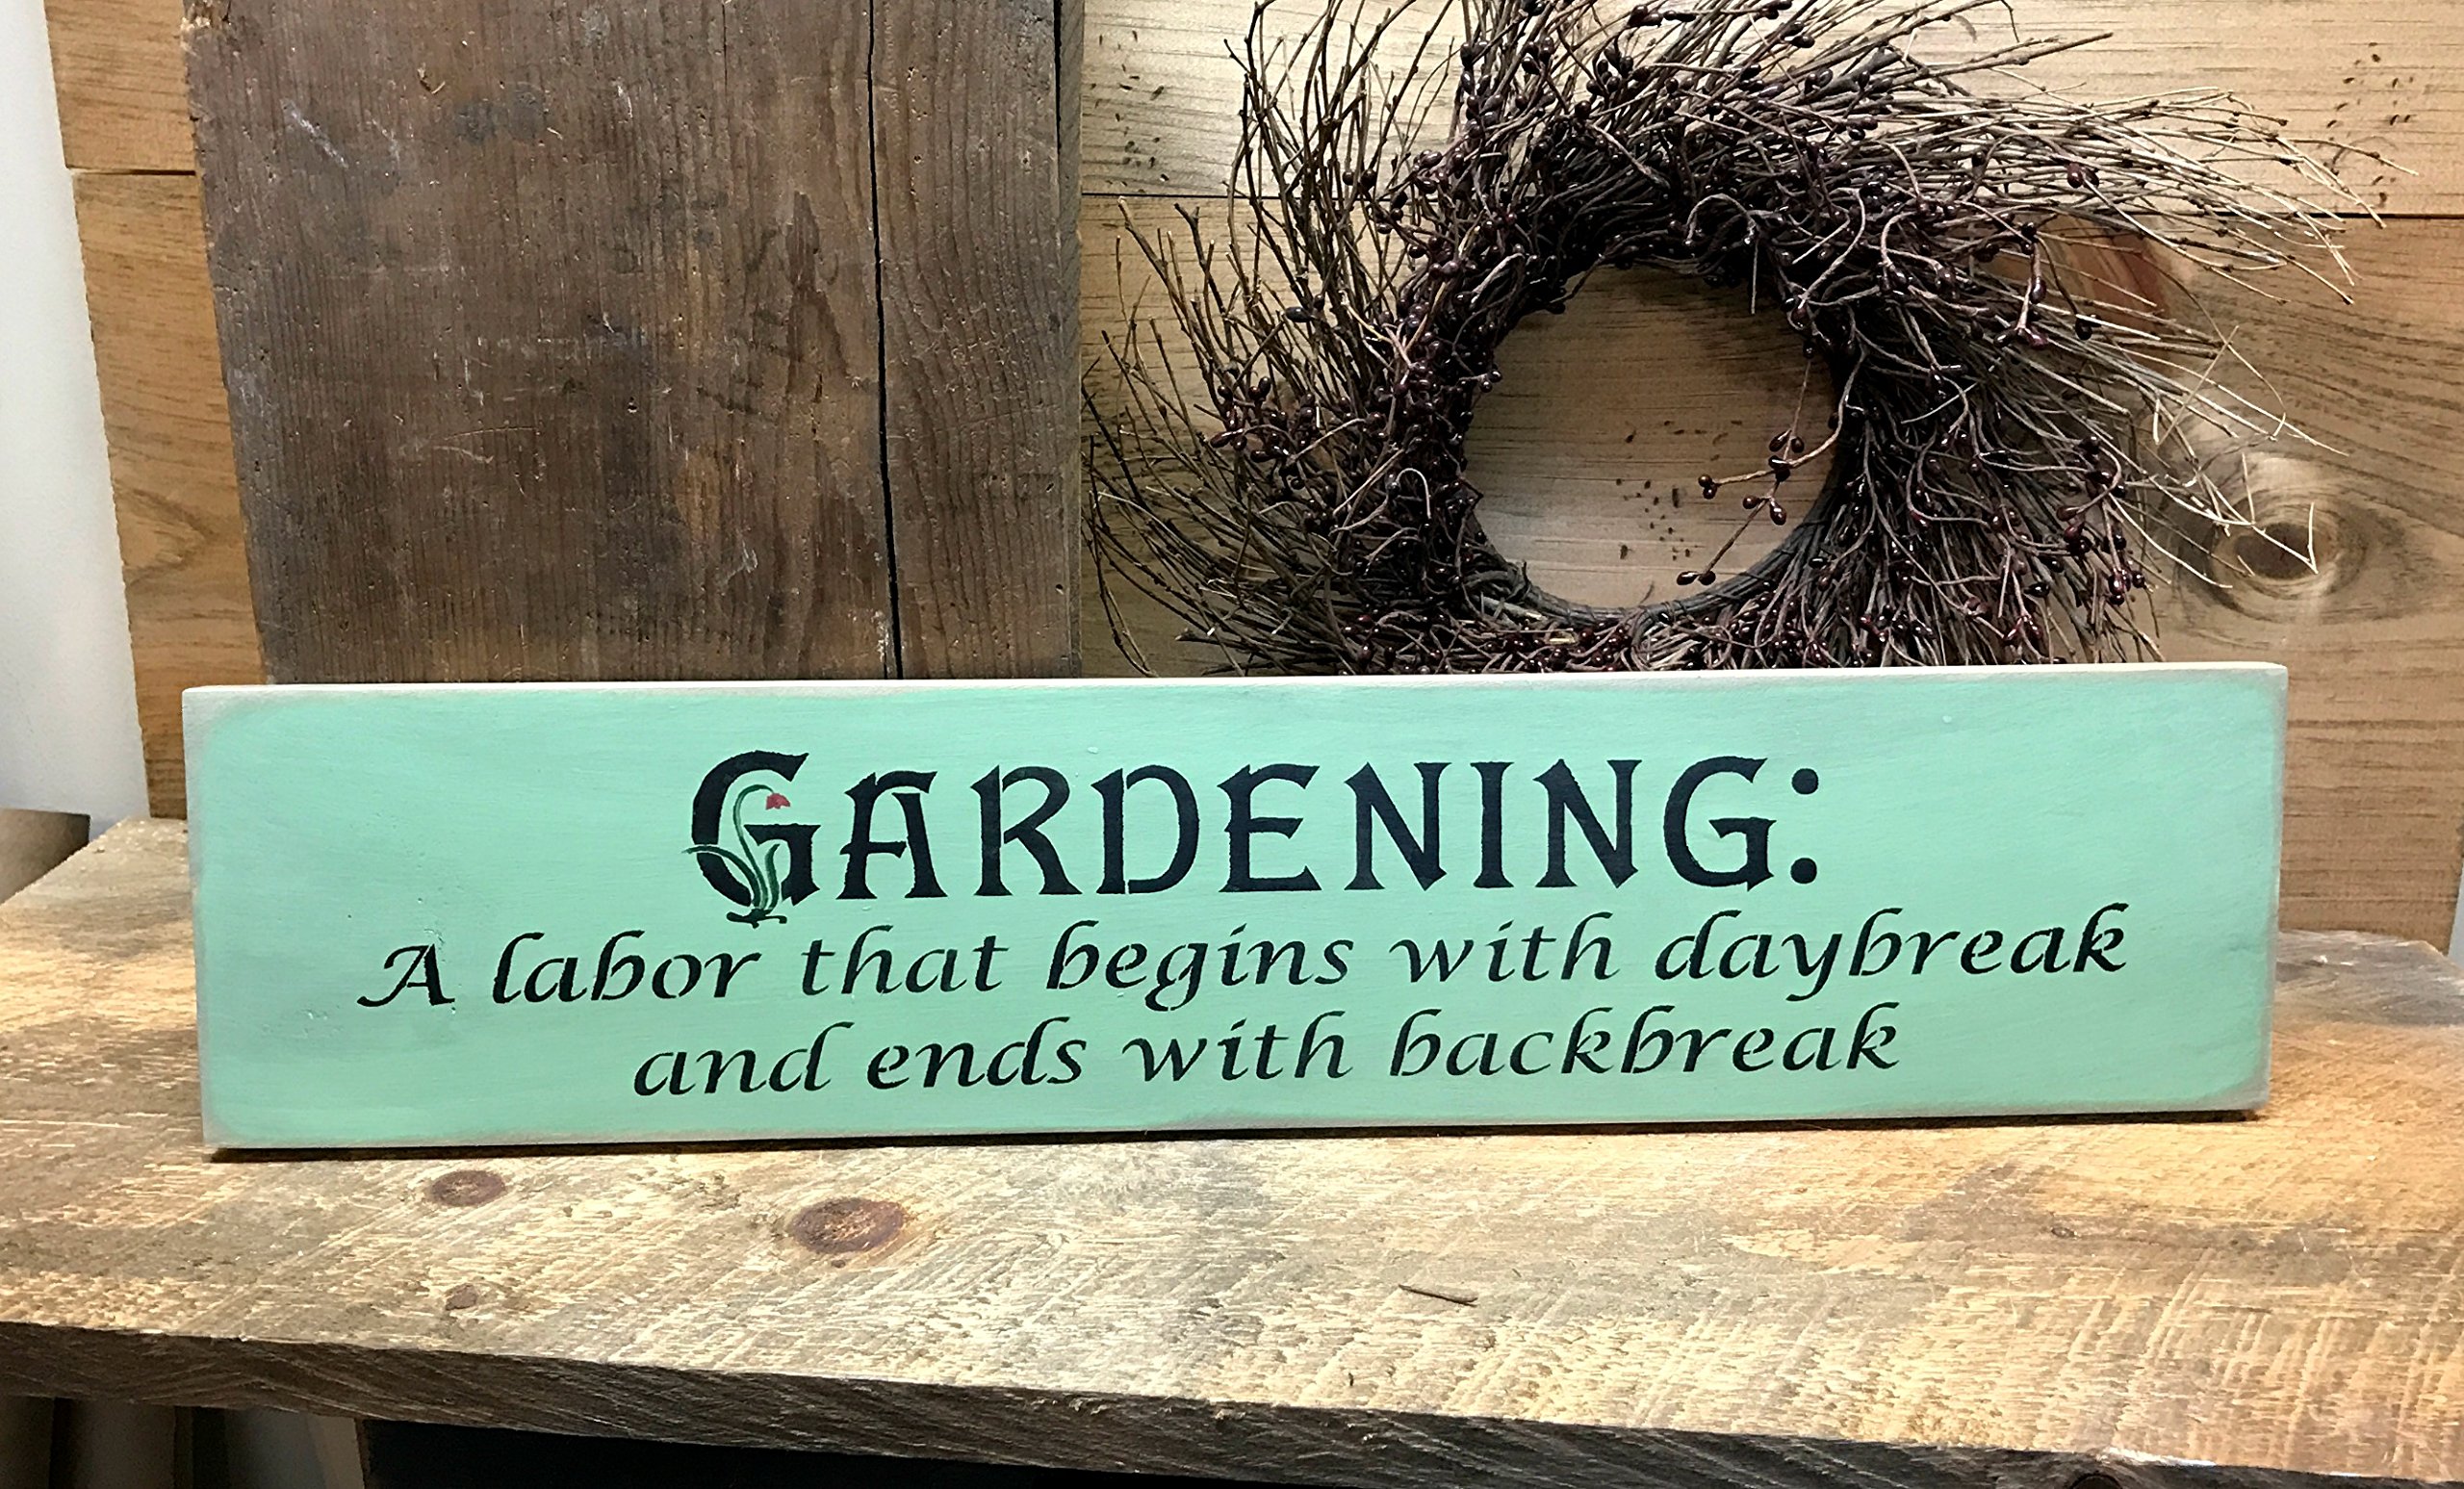 GARDENING:
A labor that begins with daybreak
and ends with backbreak